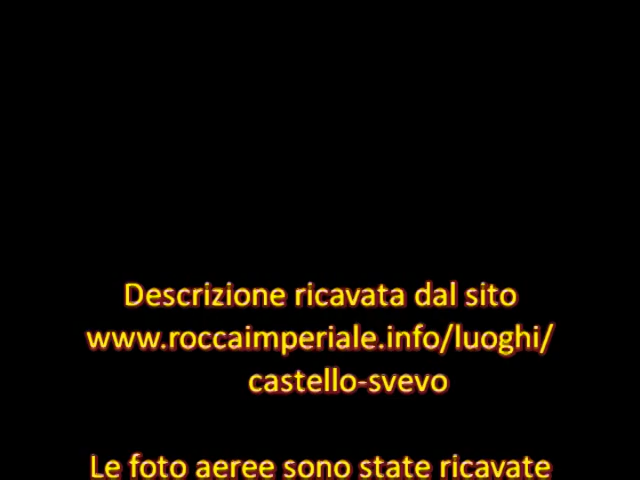 Descrizione ricavata dal sito
www.roccaimperiale.info/luoghi/
castello-svevo
Le foto aeree sono state ricavate